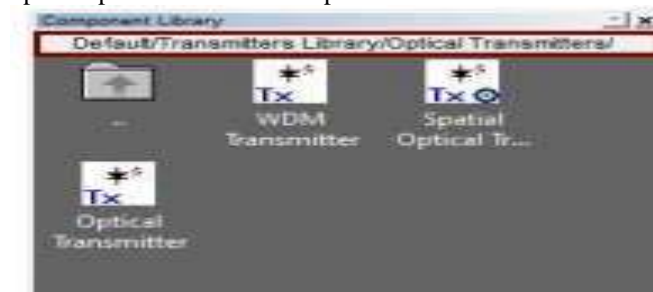 Component Library
Default/Transmitters Library/Optical Transmitters/
Tx
Tx
..
WDM
Transmitter
Spatial
Optical Tr...
Tx
Optical
Transmitter